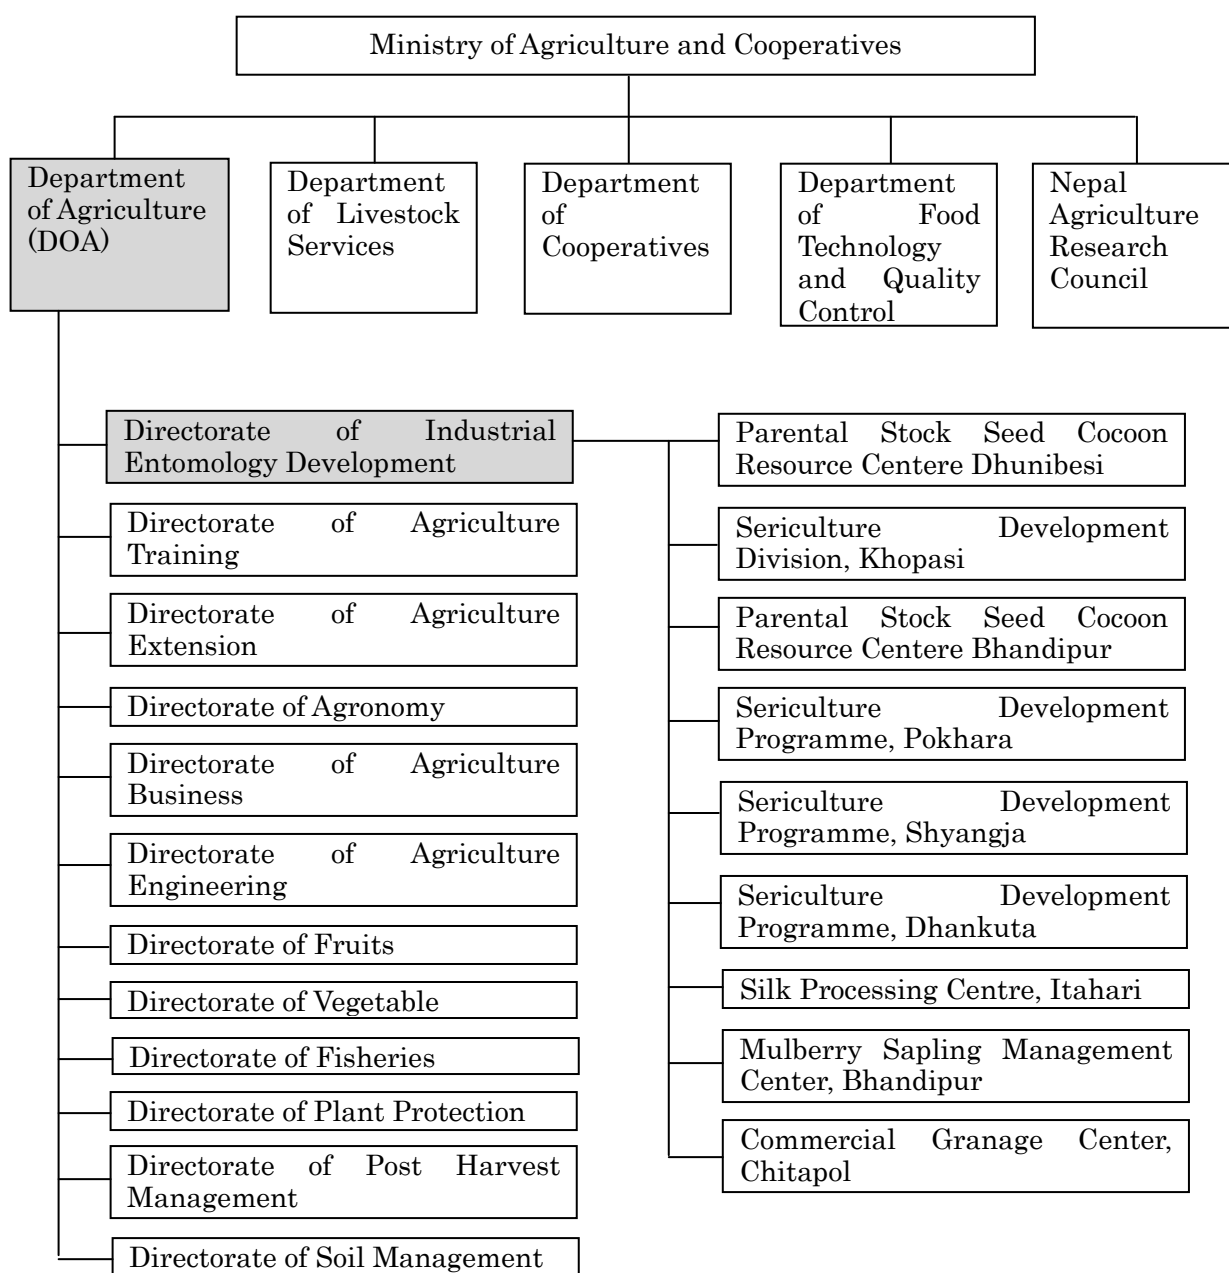 Ministry of Agriculture and Cooperatives
Department
of Agriculture
(DOA)
Department
of Livestock
Services
Department
of
Cooperatives
Department
of Food
Technology
and Quality
Control
Nepal
Agriculture
Research
Council
Directorate of Industrial
Entomology Development
Directorate of Agriculture
Training
Directorate of Agriculture
Extension
Directorate of Agronomy
Directorate of Agriculture
Business
Directorate of Agriculture
Engineering
Directorate of Fruits
Directorate of Vegetable
Directorate of Fisheries
Directorate of Plant Protection
Directorate of Post Harvest
Management
Directorate of Soil Management
Parental Stock Seed Cocoon
Resource Centere Dhunibesi
Sericulture Development
Division, Khopasi
Parental Stock Seed Cocoon
Resource Centere Bhandipur
Sericulture Development
Programme, Pokhara
Sericulture Development
Programme, Shyangja
Sericulture Development
Programme, Dhankuta
Silk Processing Centre, Itahari
Mulberry Sapling Management
Center, Bhandipur
Commercial Granage Center,
Chitapol